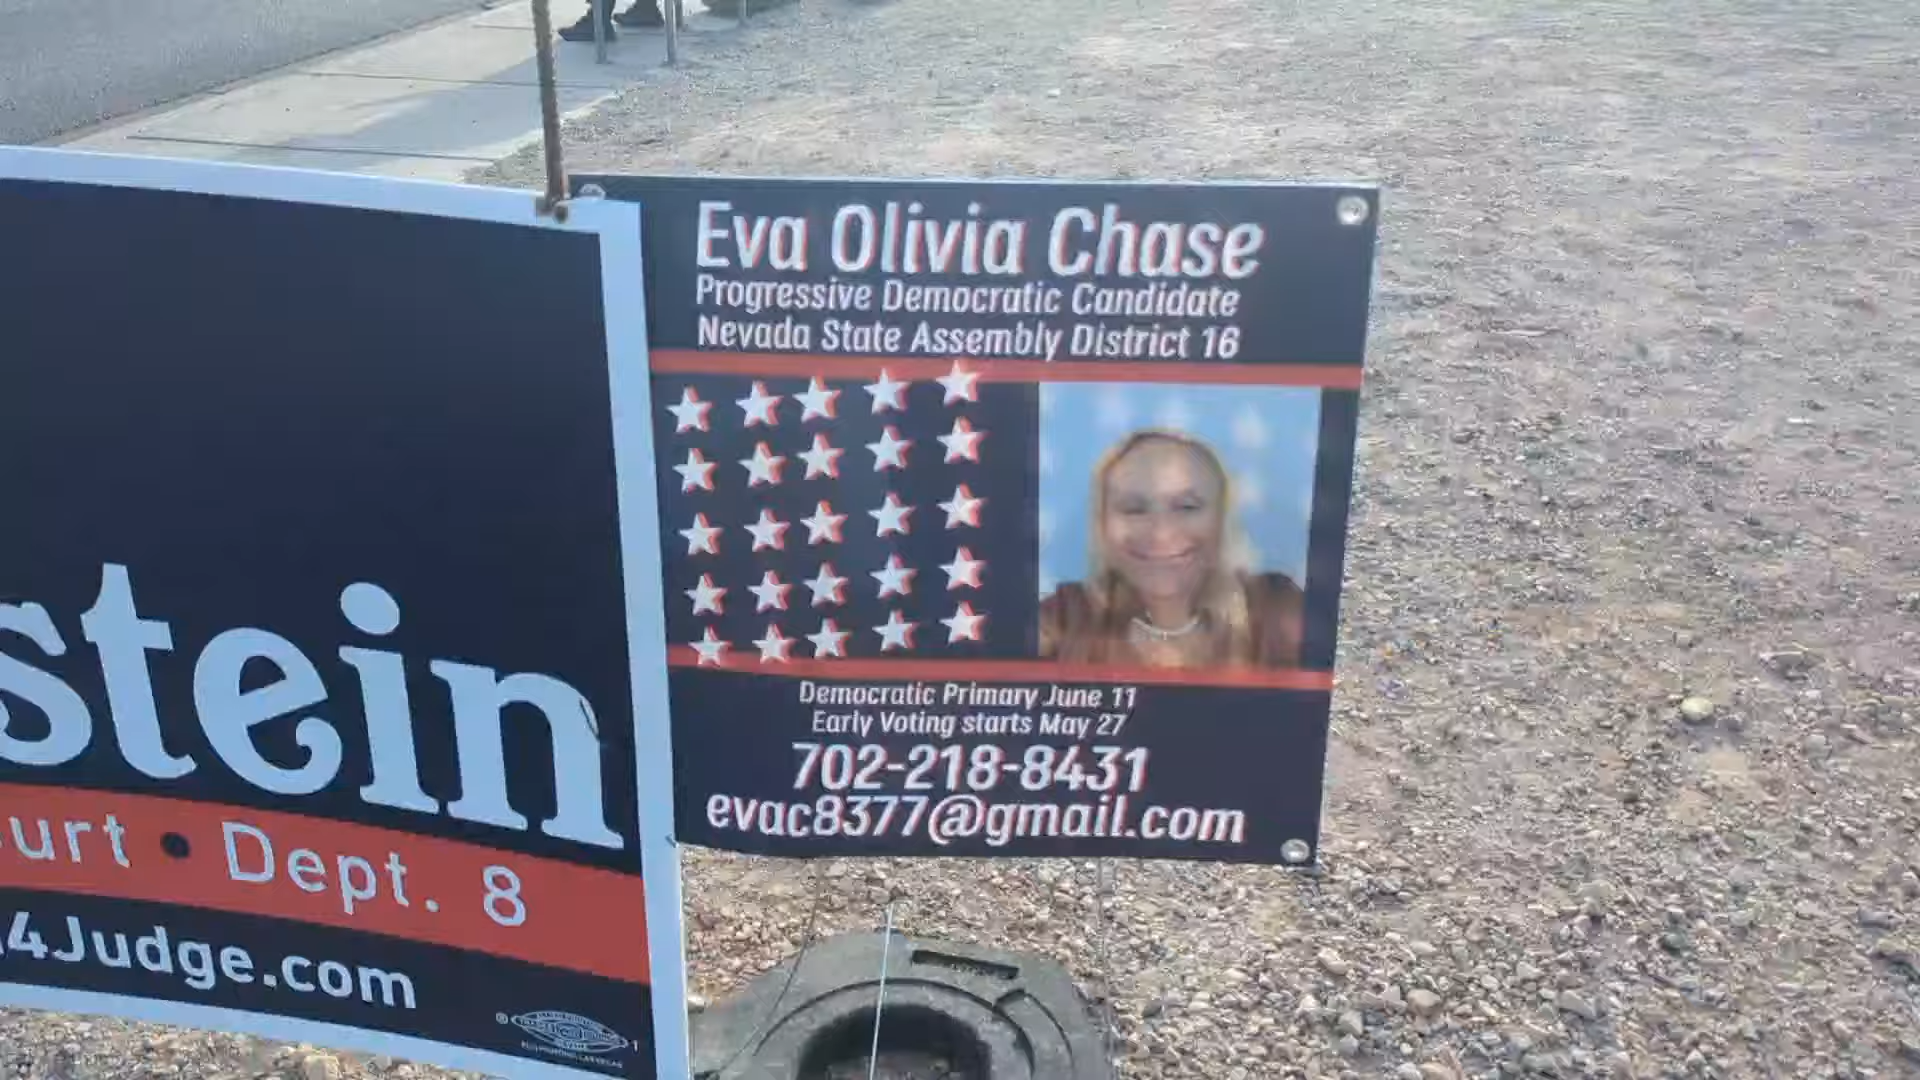 stein
urt • Dept. 8
4Judge.com
Eva Olivia Chase
Progressive Democratic Candidate
Nevada State Assembly District 16
Democratic Primary June 11
Early Voting starts May 27
702-218-8431
evac8377@gmail.com